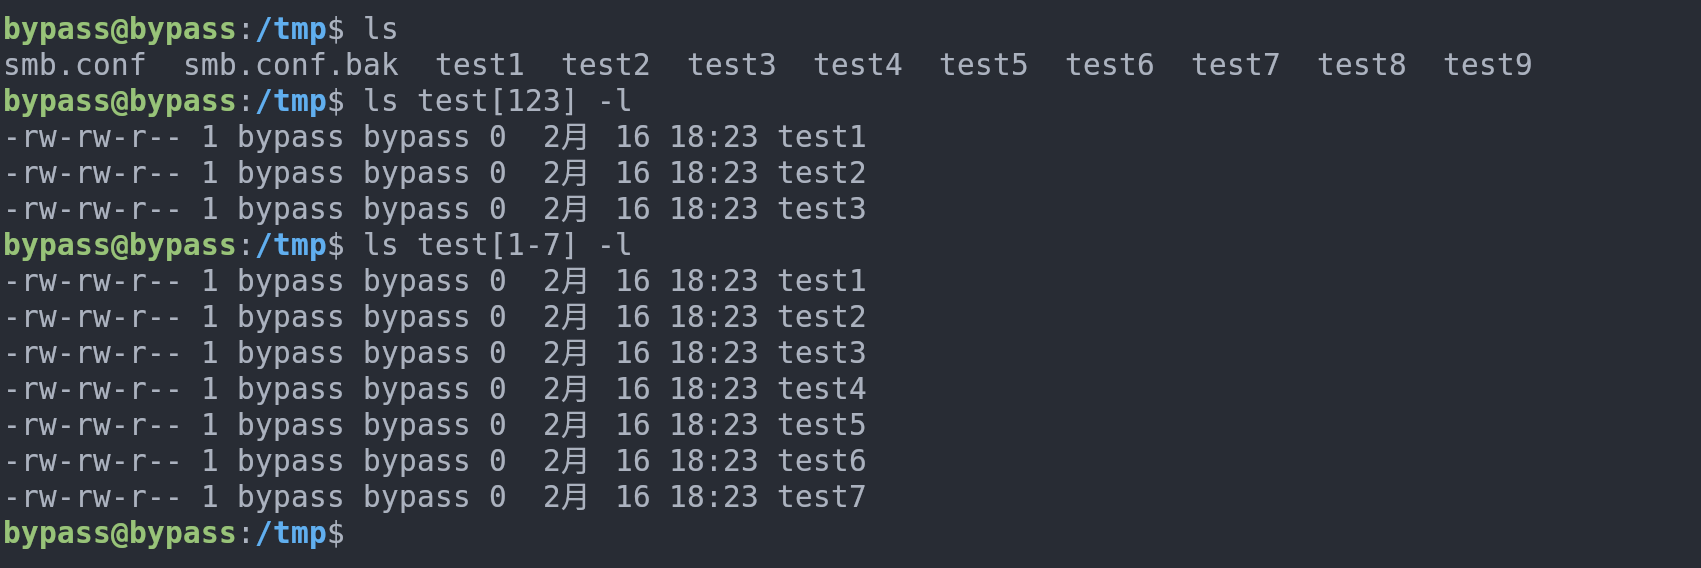 bypass@bypass:/tmp$ ls
smb.conf  smb.conf.bak  test1  test2  test3  test4  test5  test6  test7  test8  test9
bypass@bypass:/tmp$ ls test[123] -l
-rw-rw-r-- 1 bypass bypass 0  2月 16 18:23 test1
-rw-rw-r-- 1 bypass bypass 0  2月 16 18:23 test2
-rw-rw-r-- 1 bypass bypass 0  2月 16 18:23 test3
bypass@bypass:/tmp$ ls test[1-7] -l
-rw-rw-r-- 1 bypass bypass 0  2月 16 18:23 test1
-rw-rw-r-- 1 bypass bypass 0  2月 16 18:23 test2
-rw-rw-r-- 1 bypass bypass 0  2月 16 18:23 test3
-rw-rw-r-- 1 bypass bypass 0  2月 16 18:23 test4
-rw-rw-r-- 1 bypass bypass 0  2月 16 18:23 test5
-rw-rw-r-- 1 bypass bypass 0  2月 16 18:23 test6
-rw-rw-r-- 1 bypass bypass 0  2月 16 18:23 test7
bypass@bypass:/tmp$